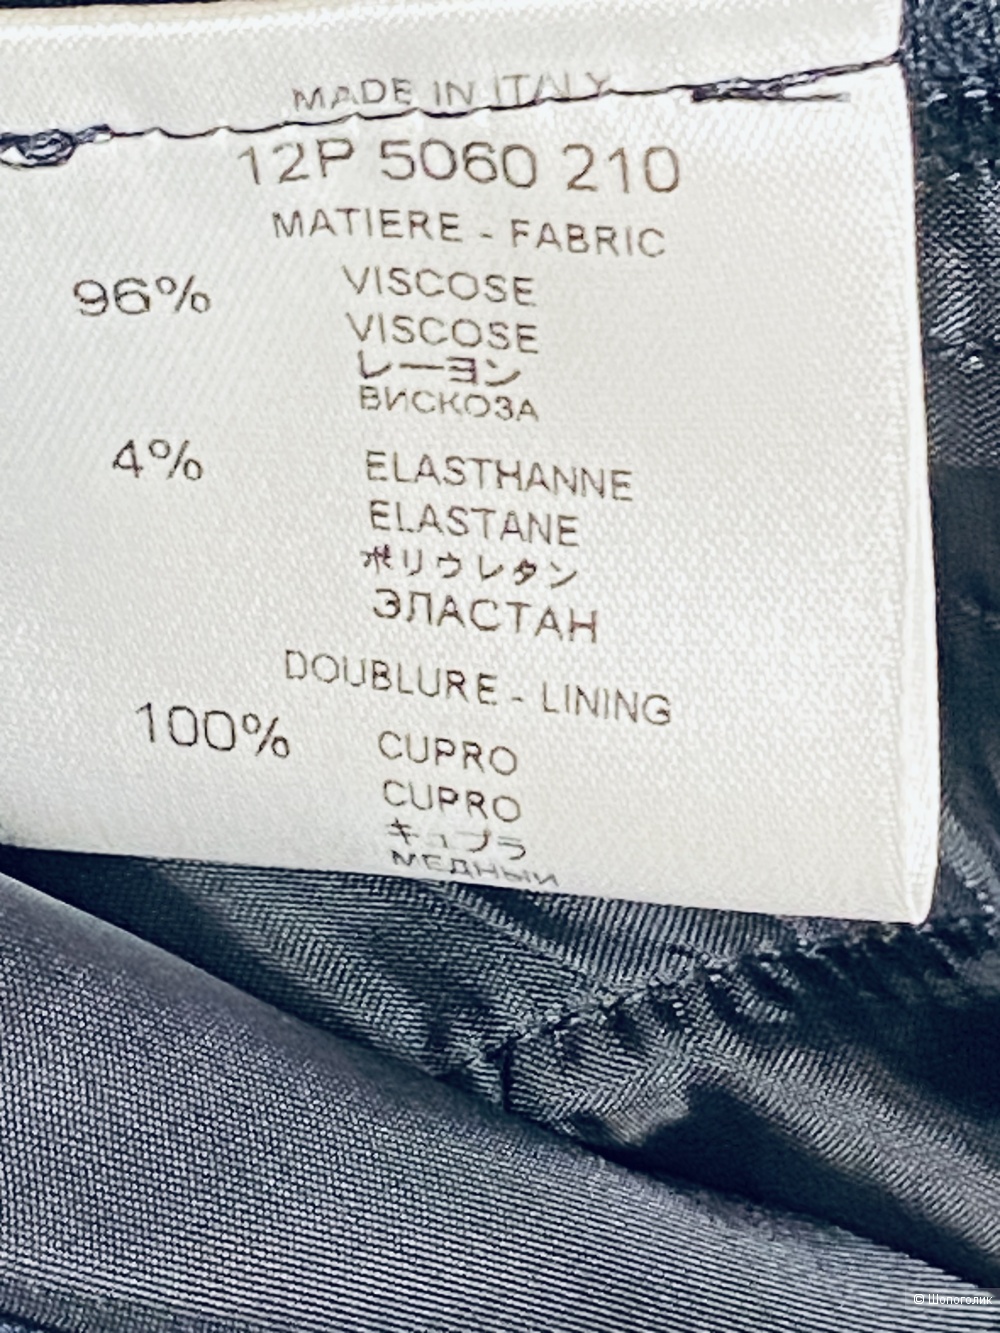 MADE IN ITALY
12P 5060 210
MATIERE - FABRIC
96% VISCOSE
VISCOSE
レーヨン
ВИСКОЗА
4% ELASTHANNE
ELASTANE
ポリウレタン
ЭЛАСТАН
DOUBLURE - LINING
100% CUPRO
CUPRO
キュプラ
МЕДНЫЙ
© Шопоголик